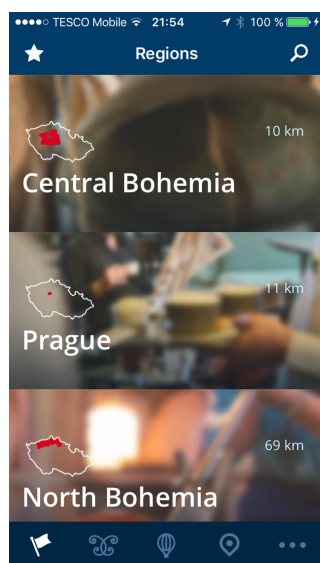 TESCO Mobile 21:54 100 %
Regions
10 km
Central Bohemia
11 km
Prague
69 km
North Bohemia